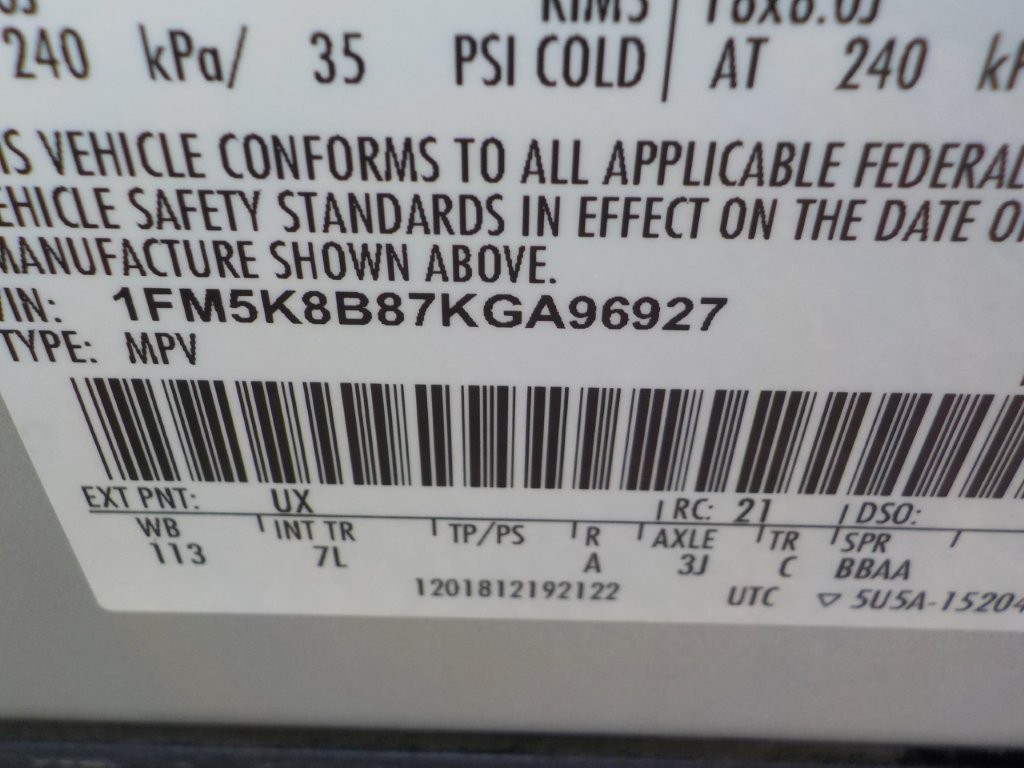 240 kPa/ 35 PSI COLD AT 240
VEHICLE CONFORMS TO ALL APPLICABLE FEDERAL
SAFETY STANDARDS IN EFFECT ON THE DATE
MANUFACTURE SHOWN ABOVE.
VIN: 1FM5K8B87KGA96927
TYPE: MPV
EXT PNT: UX RC: 21 DSO:
WB INT TR TP/PS R AXLE TR SPR
113 7L A 3J C BBAA
1201812192122 UTC ▽ 5U5A-15204